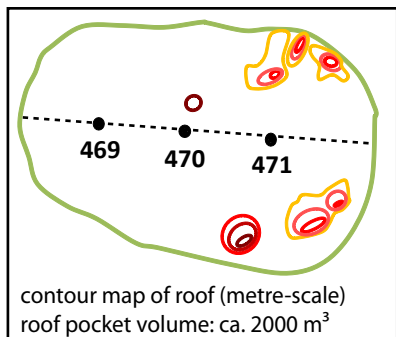 469
470
471
contour map of roof (metre-scale)
roof pocket volume: ca. 2000 m³